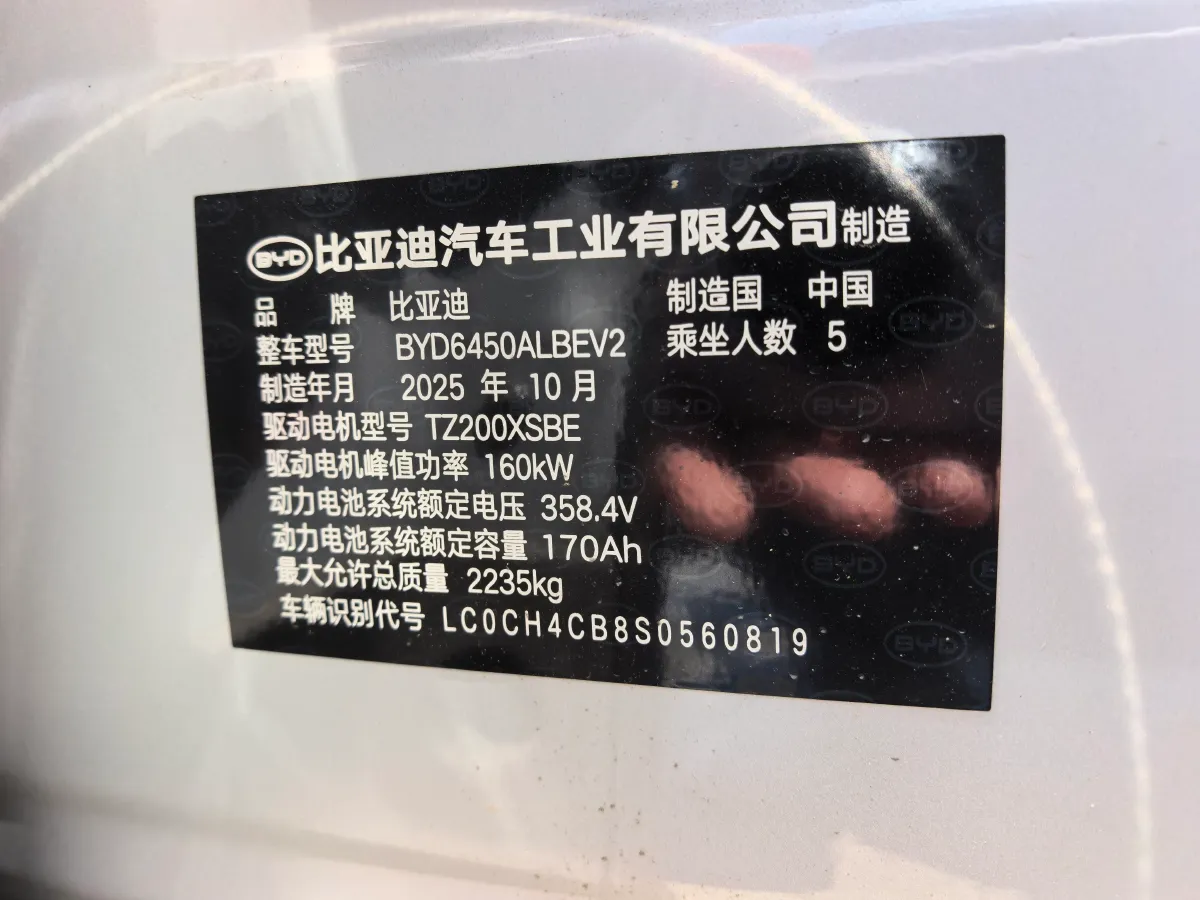 BYD 比亚迪汽车工业有限公司制造
品 牌 比亚迪 制造国 中国
整车型号 BYD6450ALBEV2 乘坐人数 5
制造年月 2025 年 10 月
驱动电机型号 TZ200XSBE
驱动电机峰值功率 160kW
动力电池系统额定电压 358.4V
动力电池系统额定容量 170Ah
最大允许总质量 2235kg
车辆识别代号 LC0CH4CB8S0560819